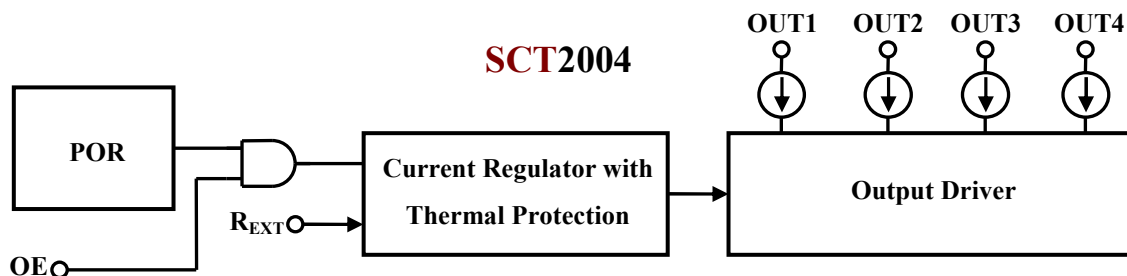 OUT1 OUT2 OUT3 OUT4
SCT2004
POR
Current Regulator with
Thermal Protection
Output Driver
REXT
OE